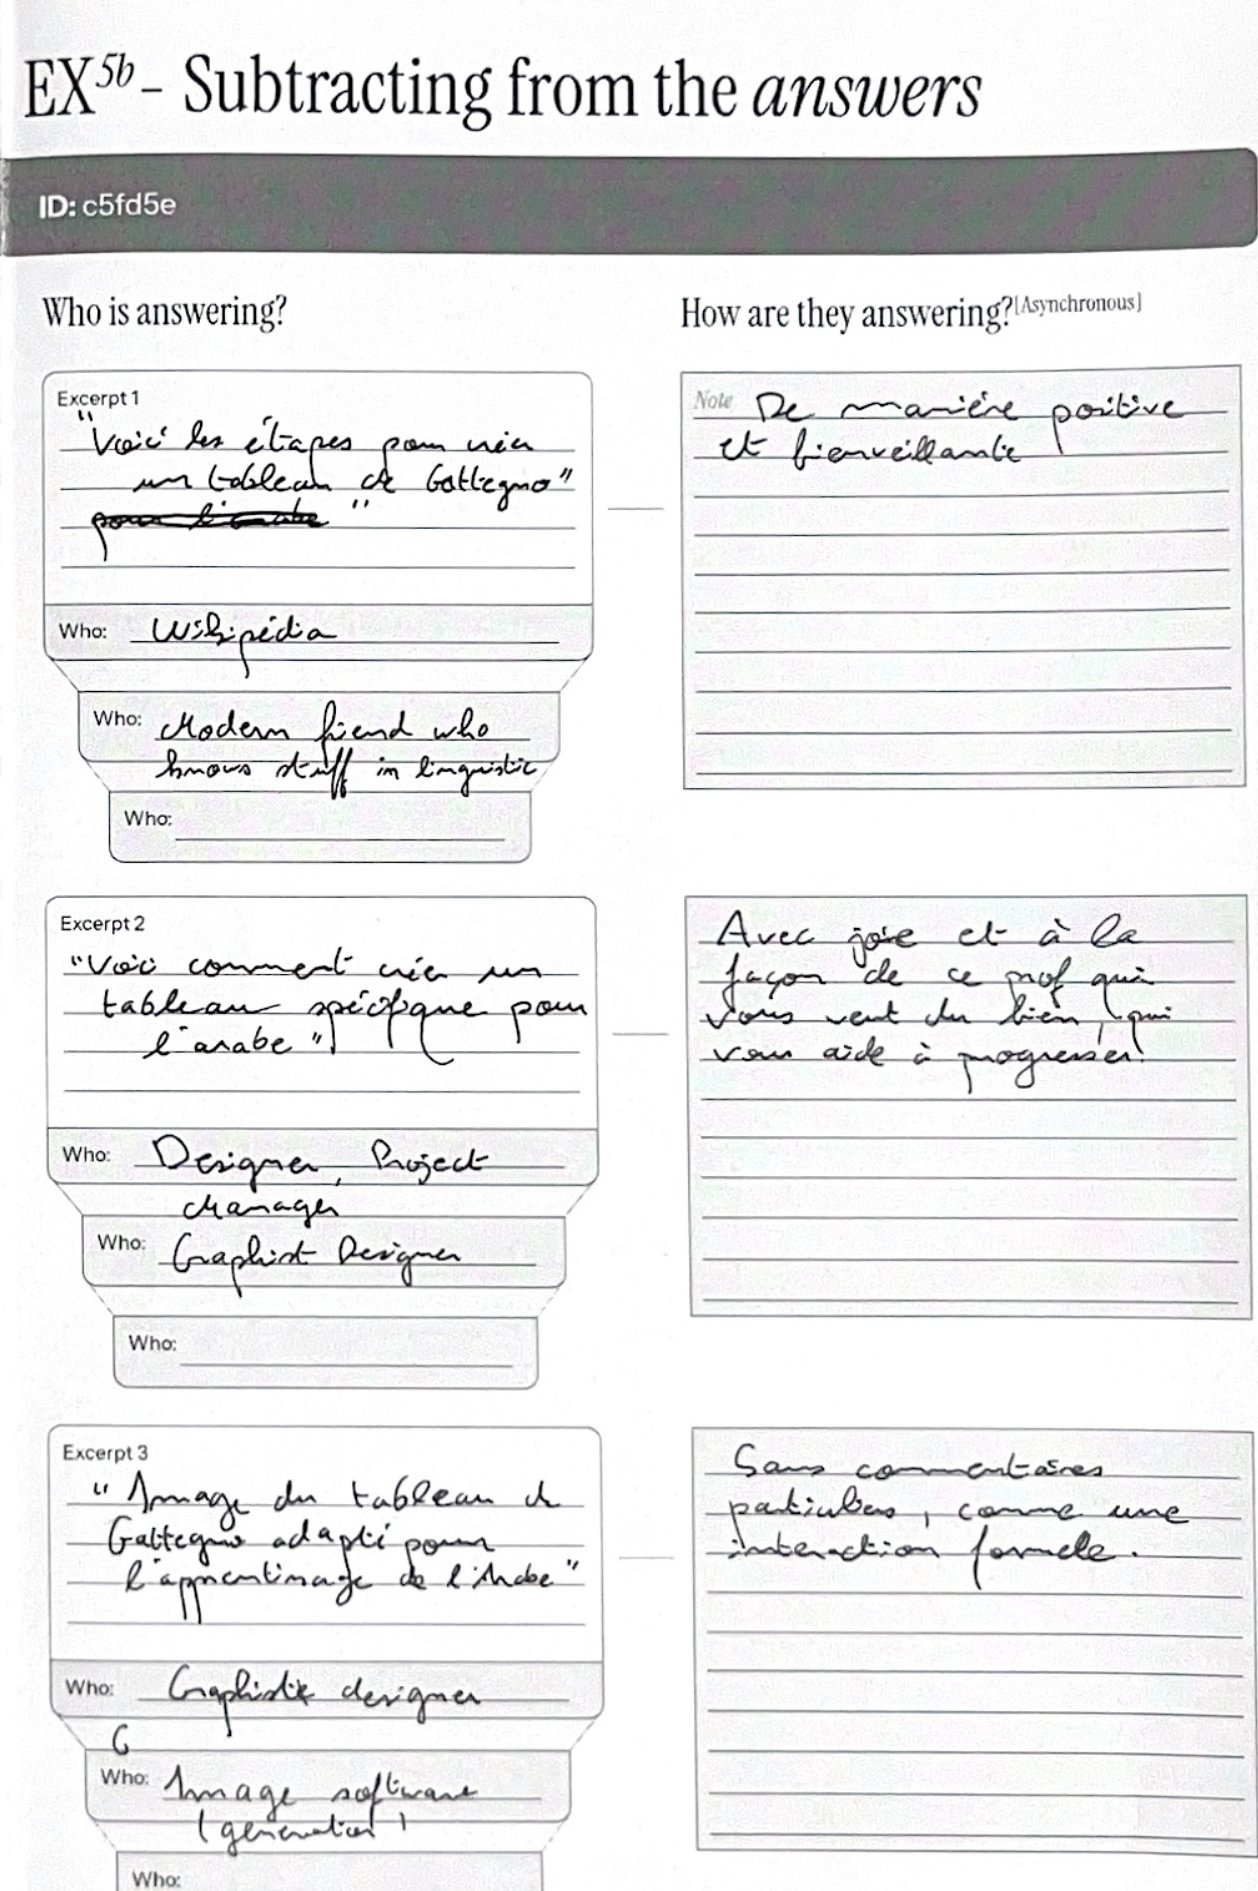 EX5b - Subtracting from the answers
ID: c5fd5e
Who is answering?
How are they answering?[Asynchronous]
Excerpt 1
"Voici les étapes pour créer
un tableau de Gattegno"
pour l'arabe "
Who: Wikipédia
Who: Modern friend who
knows stuff in linguistic
Who:
Note De manière positive
et bienveillante
Excerpt 2
"Voici comment créer un
tableau spécifique pour
l'arabe"
Who: Designer, Project
Manager
Who: Graphist Designer
Who:
Avec joie et à la
façon de ce prof qui
vous veut du bien, qui
vous aide à progresser.
Excerpt 3
"Image du tableau de
Gattegno adapté pour
l'apprentissage de l'Arabe"
Who: Graphiste designer
G
Who: Image software
(generation)
Who:
Sans commentaires
particuliers, comme une
interaction formelle.